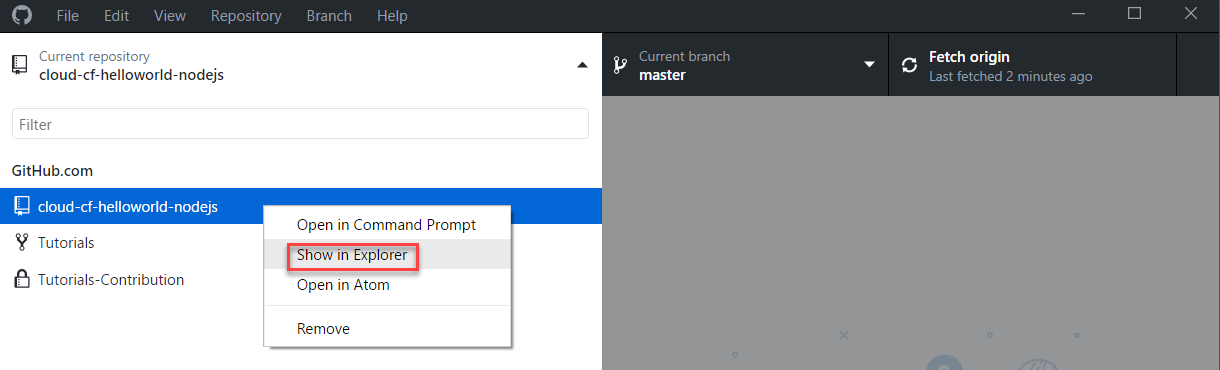 File Edit View Repository Branch Help
Current repository
cloud-cf-helloworld-nodejs
Current branch
master
Fetch origin
Last fetched 2 minutes ago
Filter
GitHub.com
cloud-cf-helloworld-nodejs
Tutorials
Tutorials-Contribution
Open in Command Prompt
Show in Explorer
Open in Atom
Remove